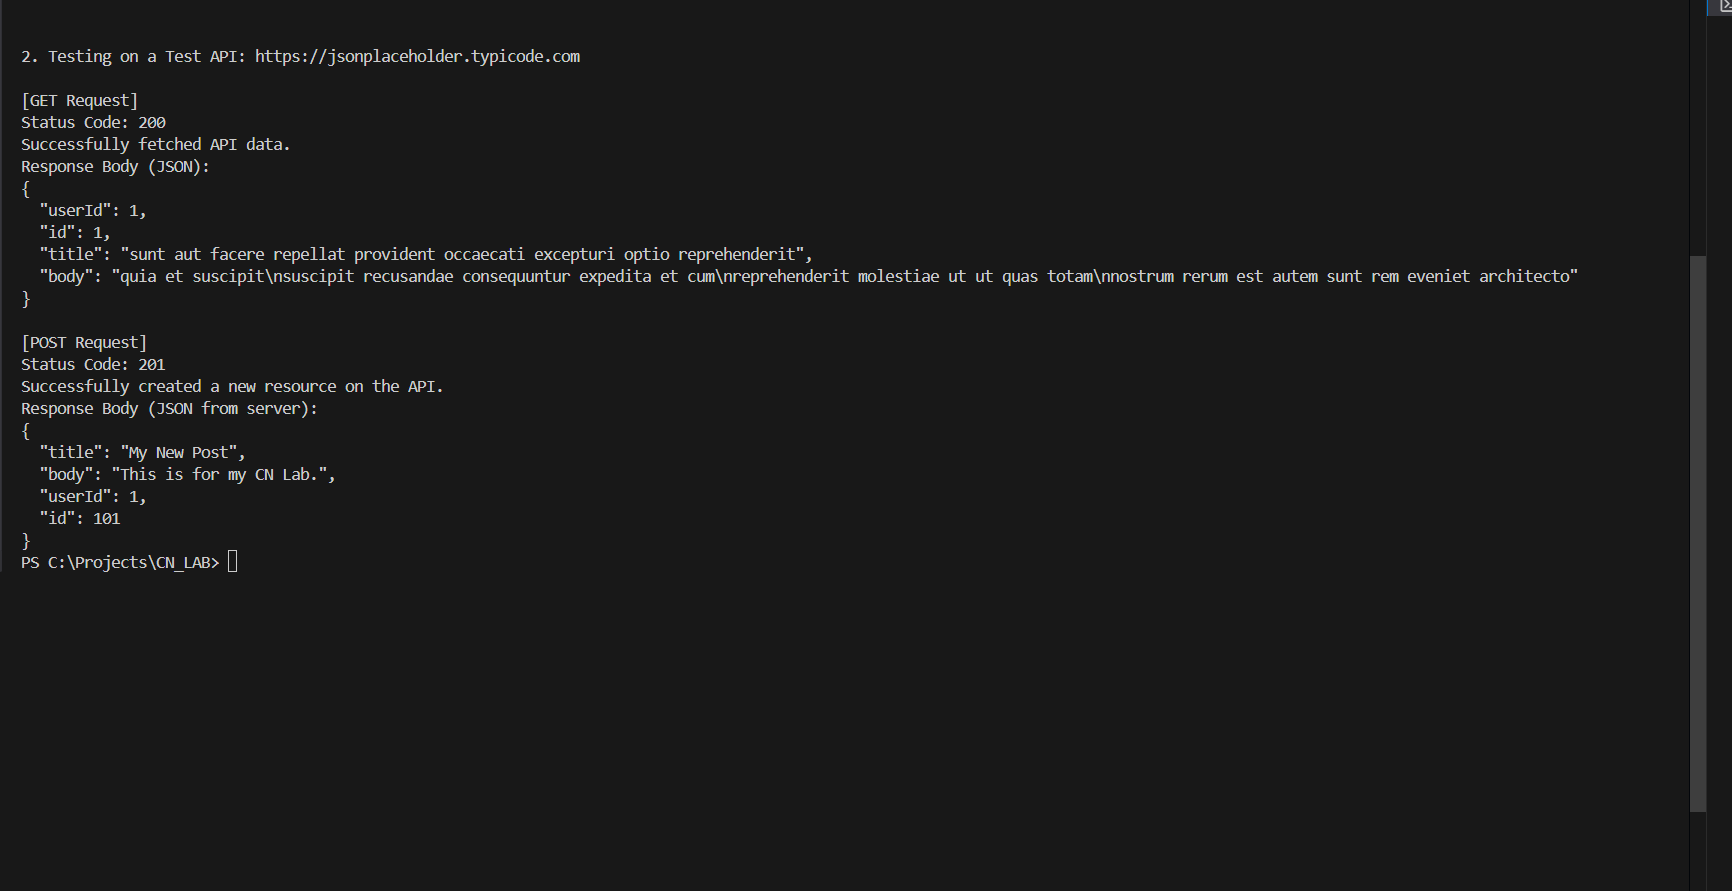 2. Testing on a Test API: https://jsonplaceholder.typicode.com
[GET Request]
Status Code: 200
Successfully fetched API data.
Response Body (JSON):
{
  "userId": 1,
  "id": 1,
  "title": "sunt aut facere repellat provident occaecati excepturi optio reprehenderit",
  "body": "quia et suscipit\nsuscipit recusandae consequuntur expedita et cum\nreprehenderit molestiae ut ut quas totam\nnostrum rerum est autem sunt rem eveniet architecto"
}
[POST Request]
Status Code: 201
Successfully created a new resource on the API.
Response Body (JSON from server):
{
  "title": "My New Post",
  "body": "This is for my CN Lab.",
  "userId": 1,
  "id": 101
}
PS C:\Projects\CN_LAB>